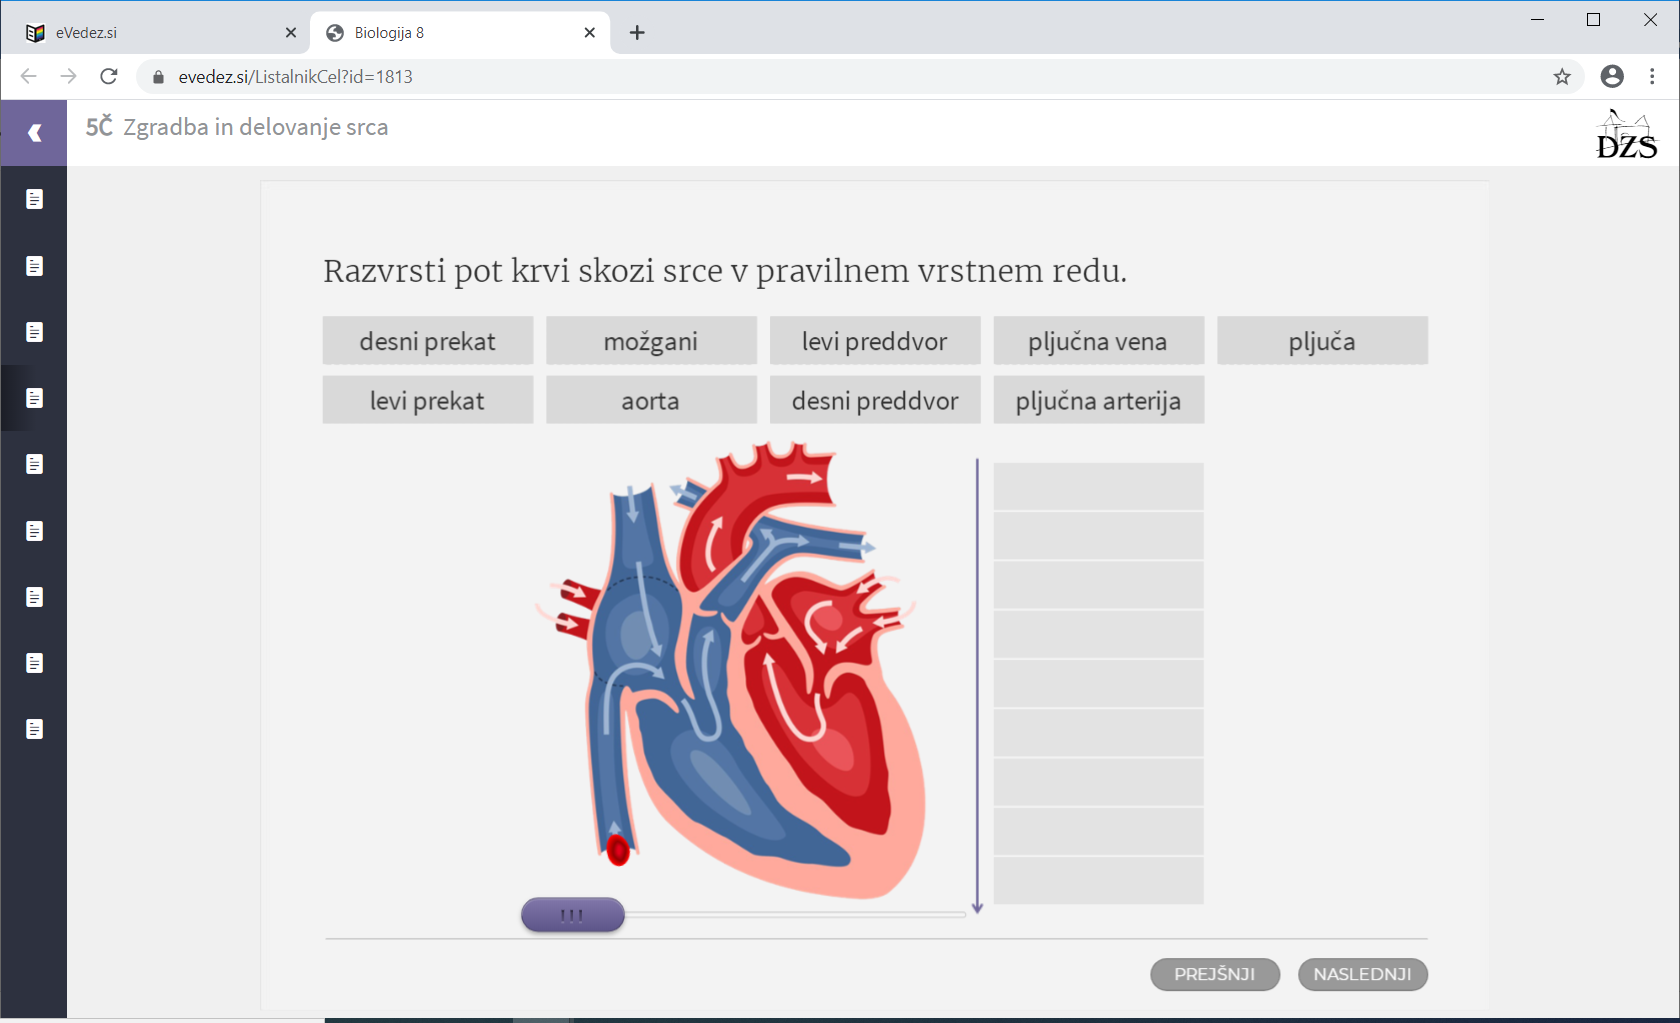 eVedez.si
Biologija 8
evedez.si/ListalnikCel?id=1813
5Č Zgradba in delovanje srca
DZS
Razvrsti pot krvi skozi srce v pravilnem vrstnem redu.
desni prekat možgani levi preddvor pljučna vena pljuča
levi prekat aorta desni preddvor pljučna arterija
PREJŠNJI NASLEDNJI